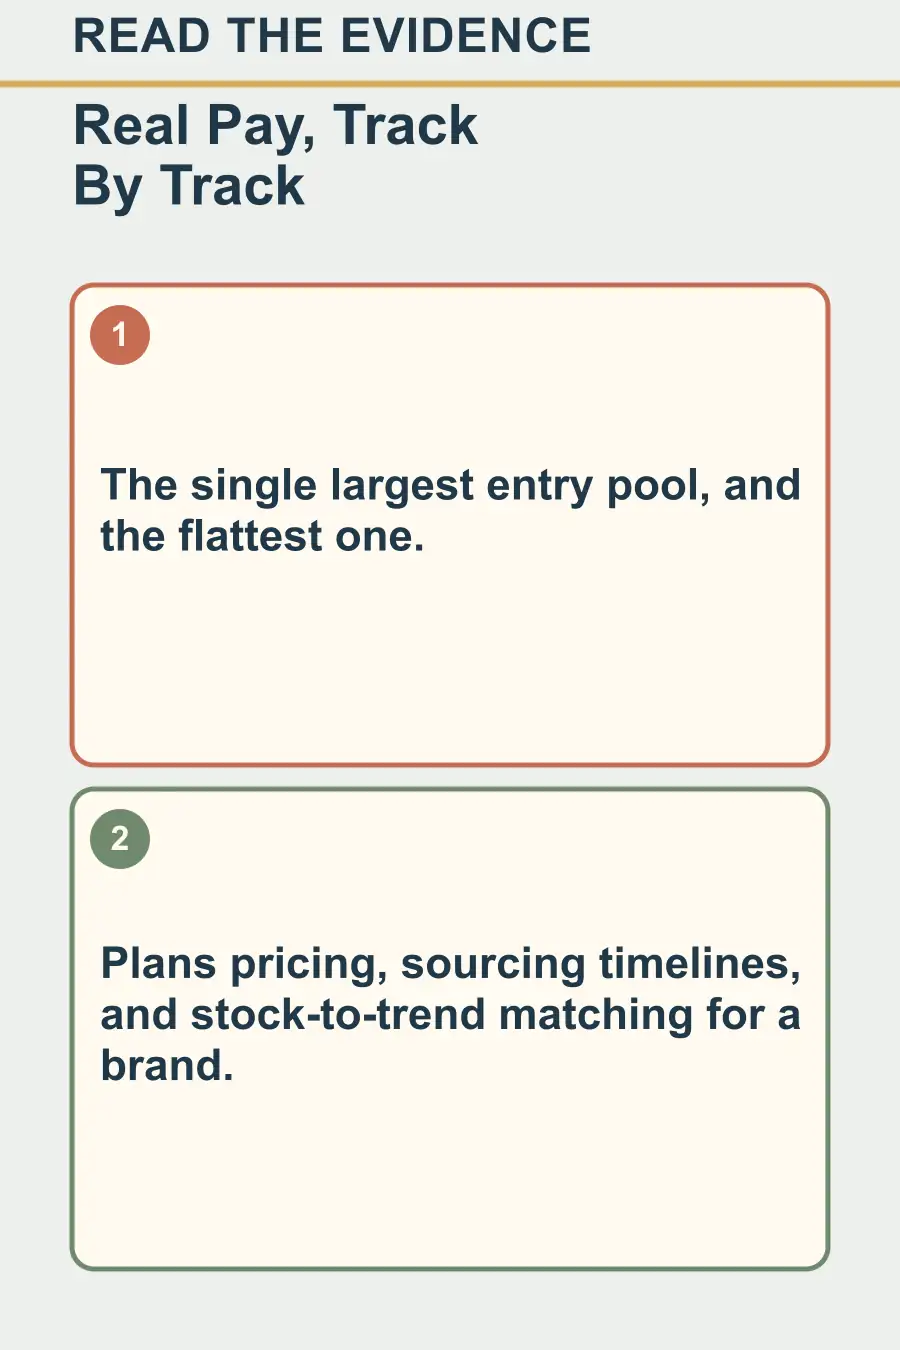 READ THE EVIDENCE
Real Pay, Track
By Track
1
The single largest entry pool, and
the flattest one.
2
Plans pricing, sourcing timelines,
and stock-to-trend matching for a
brand.